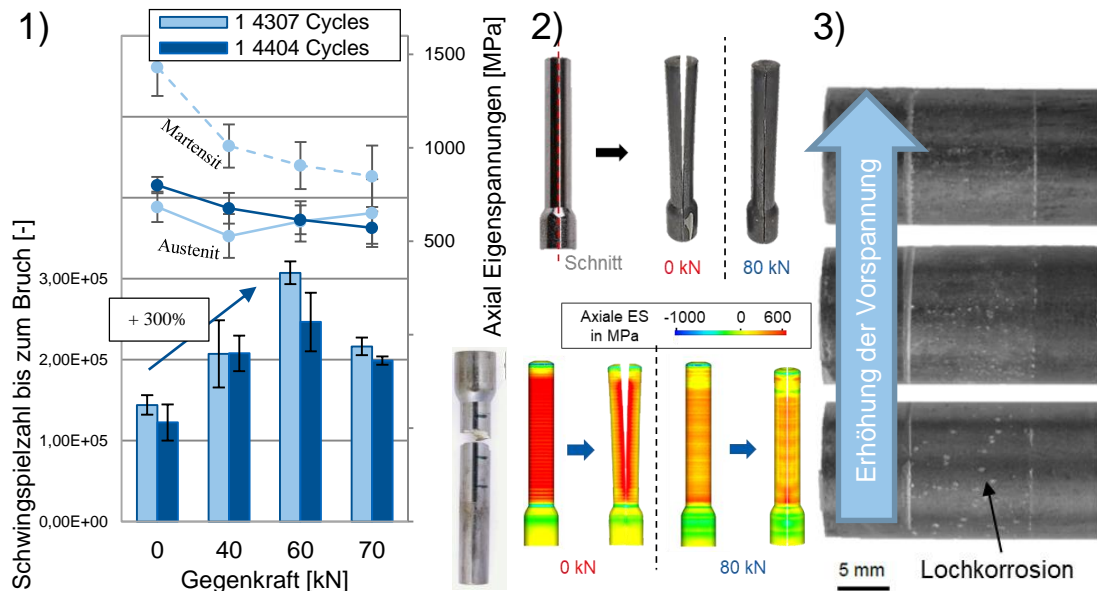 1)
1 4307 Cycles
1 4404 Cycles
Schwingspielzahl bis zum Bruch [-]
3,00E+05
2,00E+05
1,00E+05
0,00E+00
Martensit
Austenit
+ 300%
0
40
60
70
Gegenkraft [kN]
1500
1000
500
Axial Eigenspannungen [MPa]
2)
Schnitt
0 kN
80 kN
Axiale ES
in MPa
-1000
0
600
0 kN
80 kN
3)
Erhöhung der Vorspannung
5 mm
Lochkorrosion